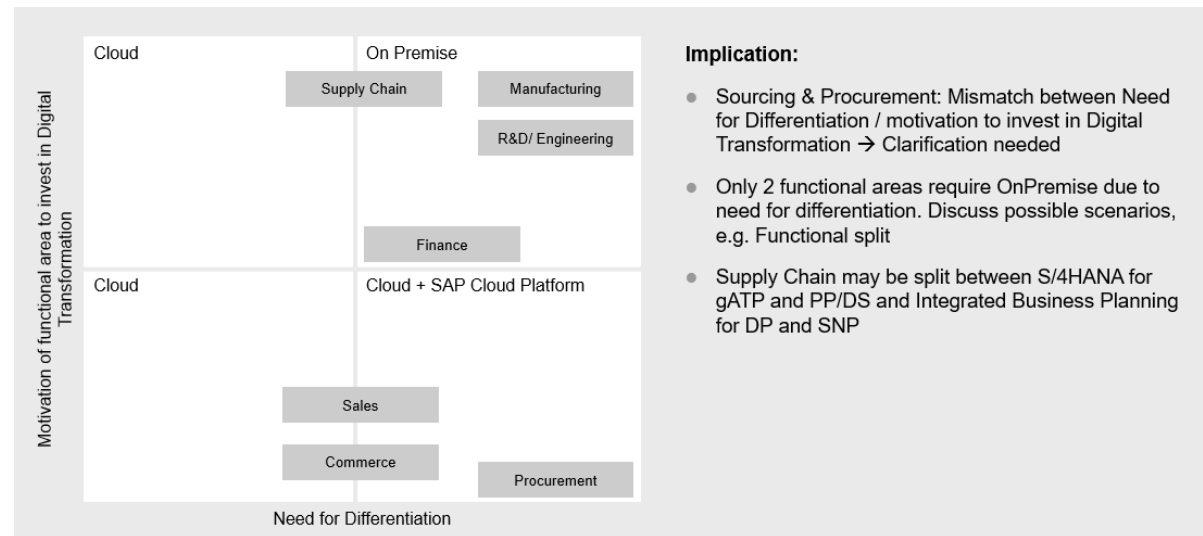 Motivation of functional area to invest in Digital
Transformation
Cloud
On Premise
Supply Chain
Manufacturing
R&D/ Engineering
Finance
Cloud
Cloud + SAP Cloud Platform
Sales
Commerce
Procurement
Need for Differentiation
Implication:
● Sourcing & Procurement: Mismatch between Need
for Differentiation / motivation to invest in Digital
Transformation → Clarification needed
● Only 2 functional areas require OnPremise due to
need for differentiation. Discuss possible scenarios,
e.g. Functional split
● Supply Chain may be split between S/4HANA for
gATP and PP/DS and Integrated Business Planning
for DP and SNP